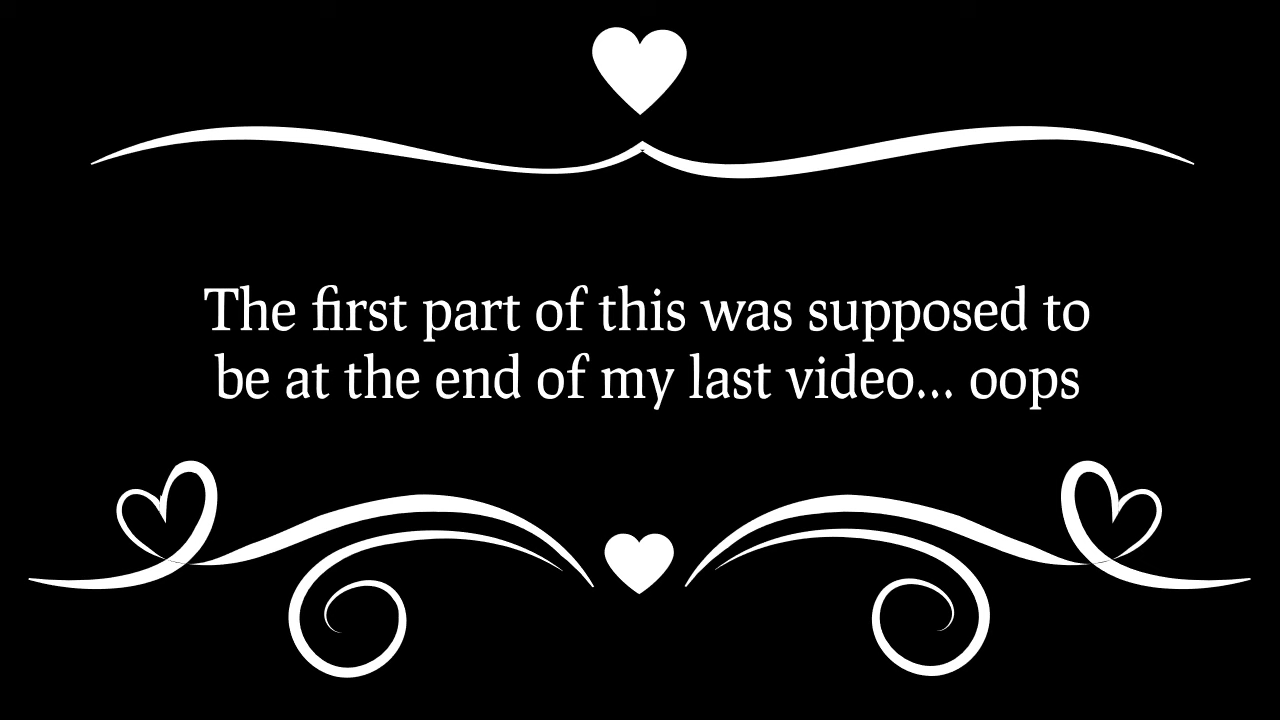 The first part of this was supposed to
be at the end of my last video... oops